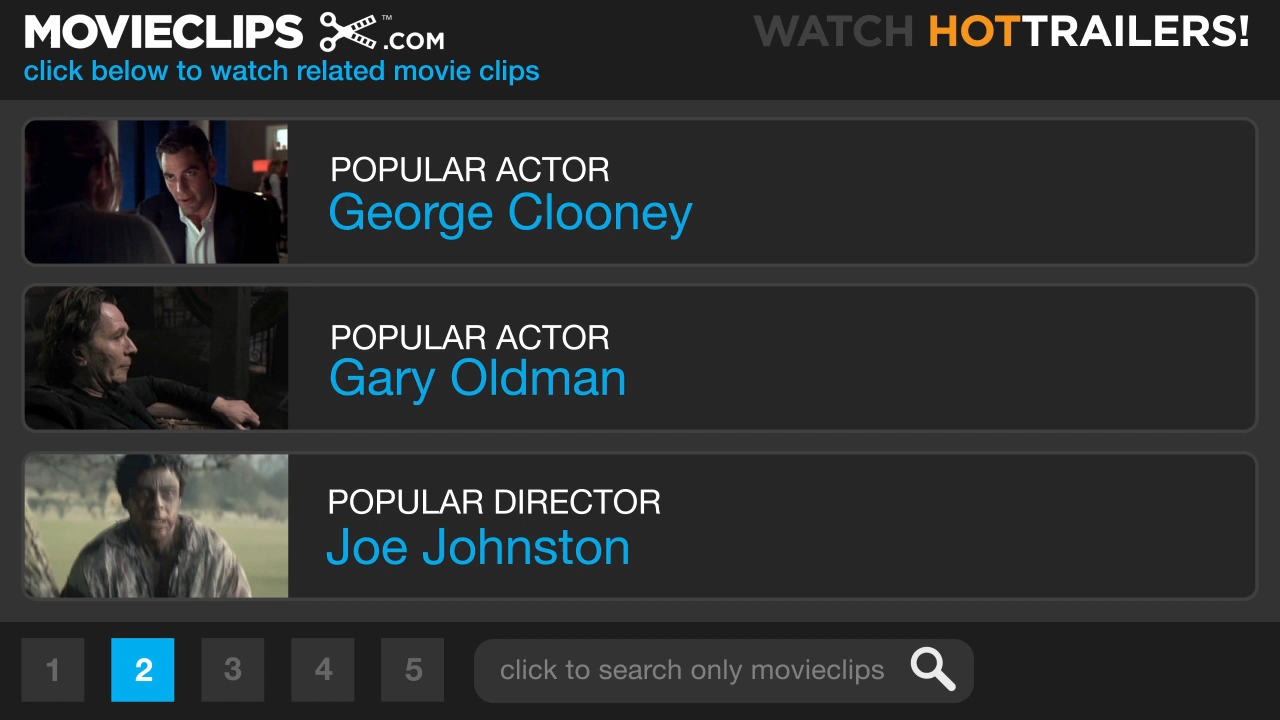 MOVIECLIPS ™ .COM
WATCH HOTTRAILERS!
click below to watch related movie clips
POPULAR ACTOR
George Clooney
POPULAR ACTOR
Gary Oldman
POPULAR DIRECTOR
Joe Johnston
1 2 3 4 5 click to search only movieclips